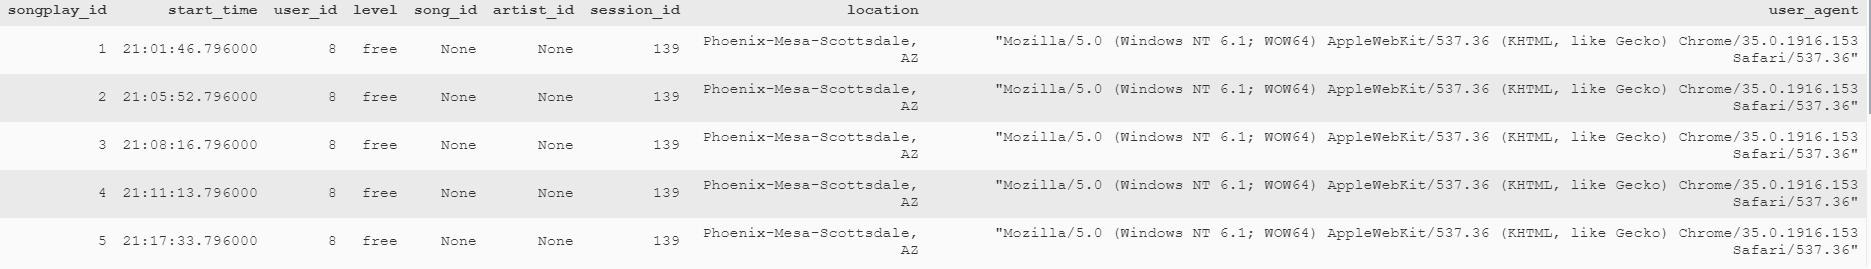 songplay_id start_time user_id level song_id artist_id session_id location user_agent
1 21:01:46.796000 8 free None None 139 Phoenix-Mesa-Scottsdale, "Mozilla/5.0 (Windows NT 6.1; WOW64) AppleWebKit/537.36 (KHTML, like Gecko) Chrome/35.0.1916.153
AZ Safari/537.36"
2 21:05:52.796000 8 free None None 139 Phoenix-Mesa-Scottsdale, "Mozilla/5.0 (Windows NT 6.1; WOW64) AppleWebKit/537.36 (KHTML, like Gecko) Chrome/35.0.1916.153
AZ Safari/537.36"
3 21:08:16.796000 8 free None None 139 Phoenix-Mesa-Scottsdale, "Mozilla/5.0 (Windows NT 6.1; WOW64) AppleWebKit/537.36 (KHTML, like Gecko) Chrome/35.0.1916.153
AZ Safari/537.36"
4 21:11:13.796000 8 free None None 139 Phoenix-Mesa-Scottsdale, "Mozilla/5.0 (Windows NT 6.1; WOW64) AppleWebKit/537.36 (KHTML, like Gecko) Chrome/35.0.1916.153
AZ Safari/537.36"
5 21:17:33.796000 8 free None None 139 Phoenix-Mesa-Scottsdale, "Mozilla/5.0 (Windows NT 6.1; WOW64) AppleWebKit/537.36 (KHTML, like Gecko) Chrome/35.0.1916.153
AZ Safari/537.36"